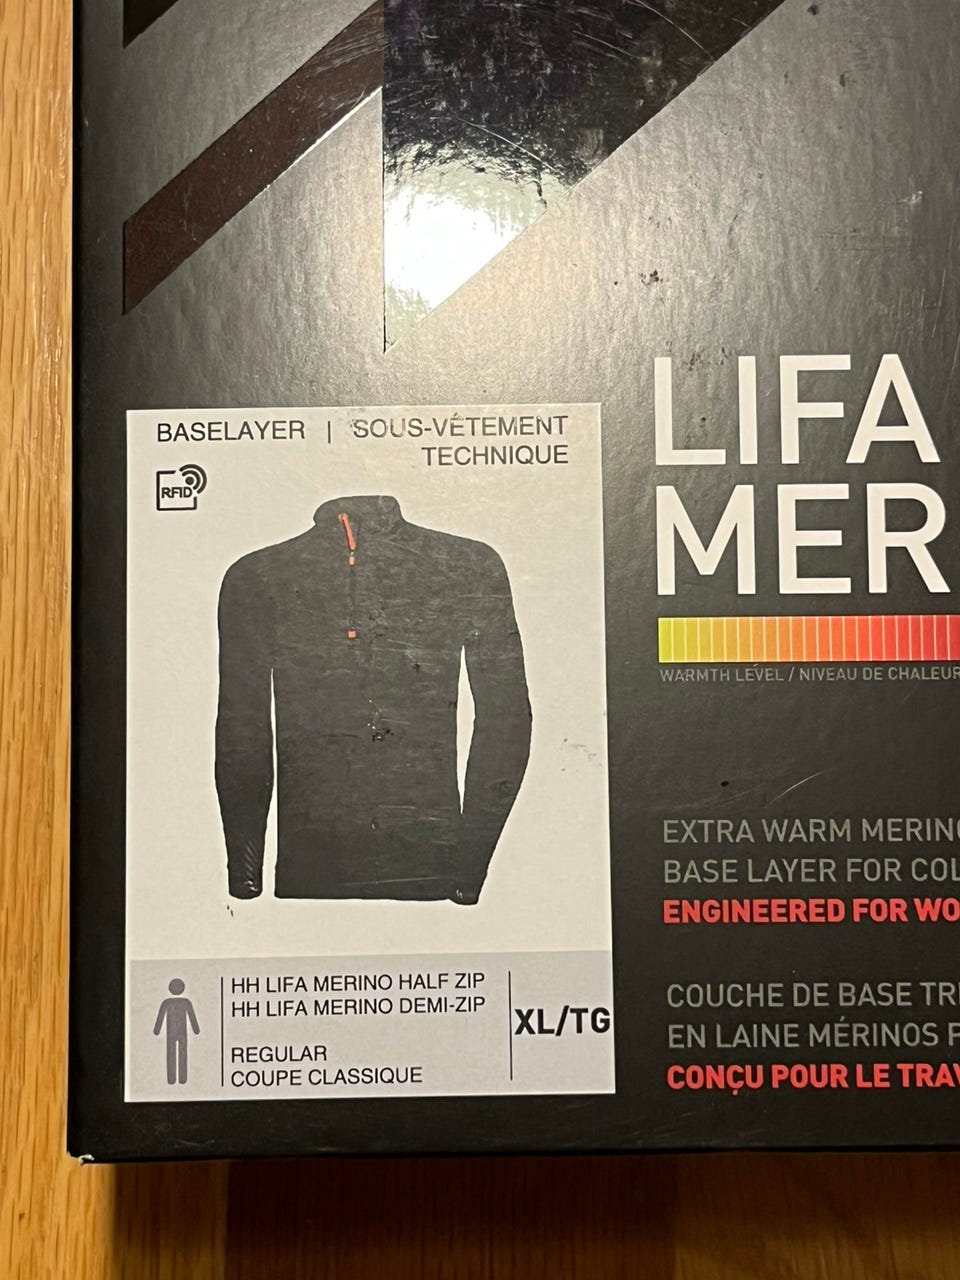 BASELAYER | SOUS-VÊTEMENT
TECHNIQUE
RFID
HH LIFA MERINO HALF ZIP
HH LIFA MERINO DEMI-ZIP
REGULAR
COUPE CLASSIQUE
XL/TG
LIFA
MER
WARMTH LEVEL / NIVEAU DE CHALEUR
EXTRA WARM MERINO
BASE LAYER FOR COL
ENGINEERED FOR WO
COUCHE DE BASE TR
EN LAINE MÉRINOS P
CONÇU POUR LE TRAV